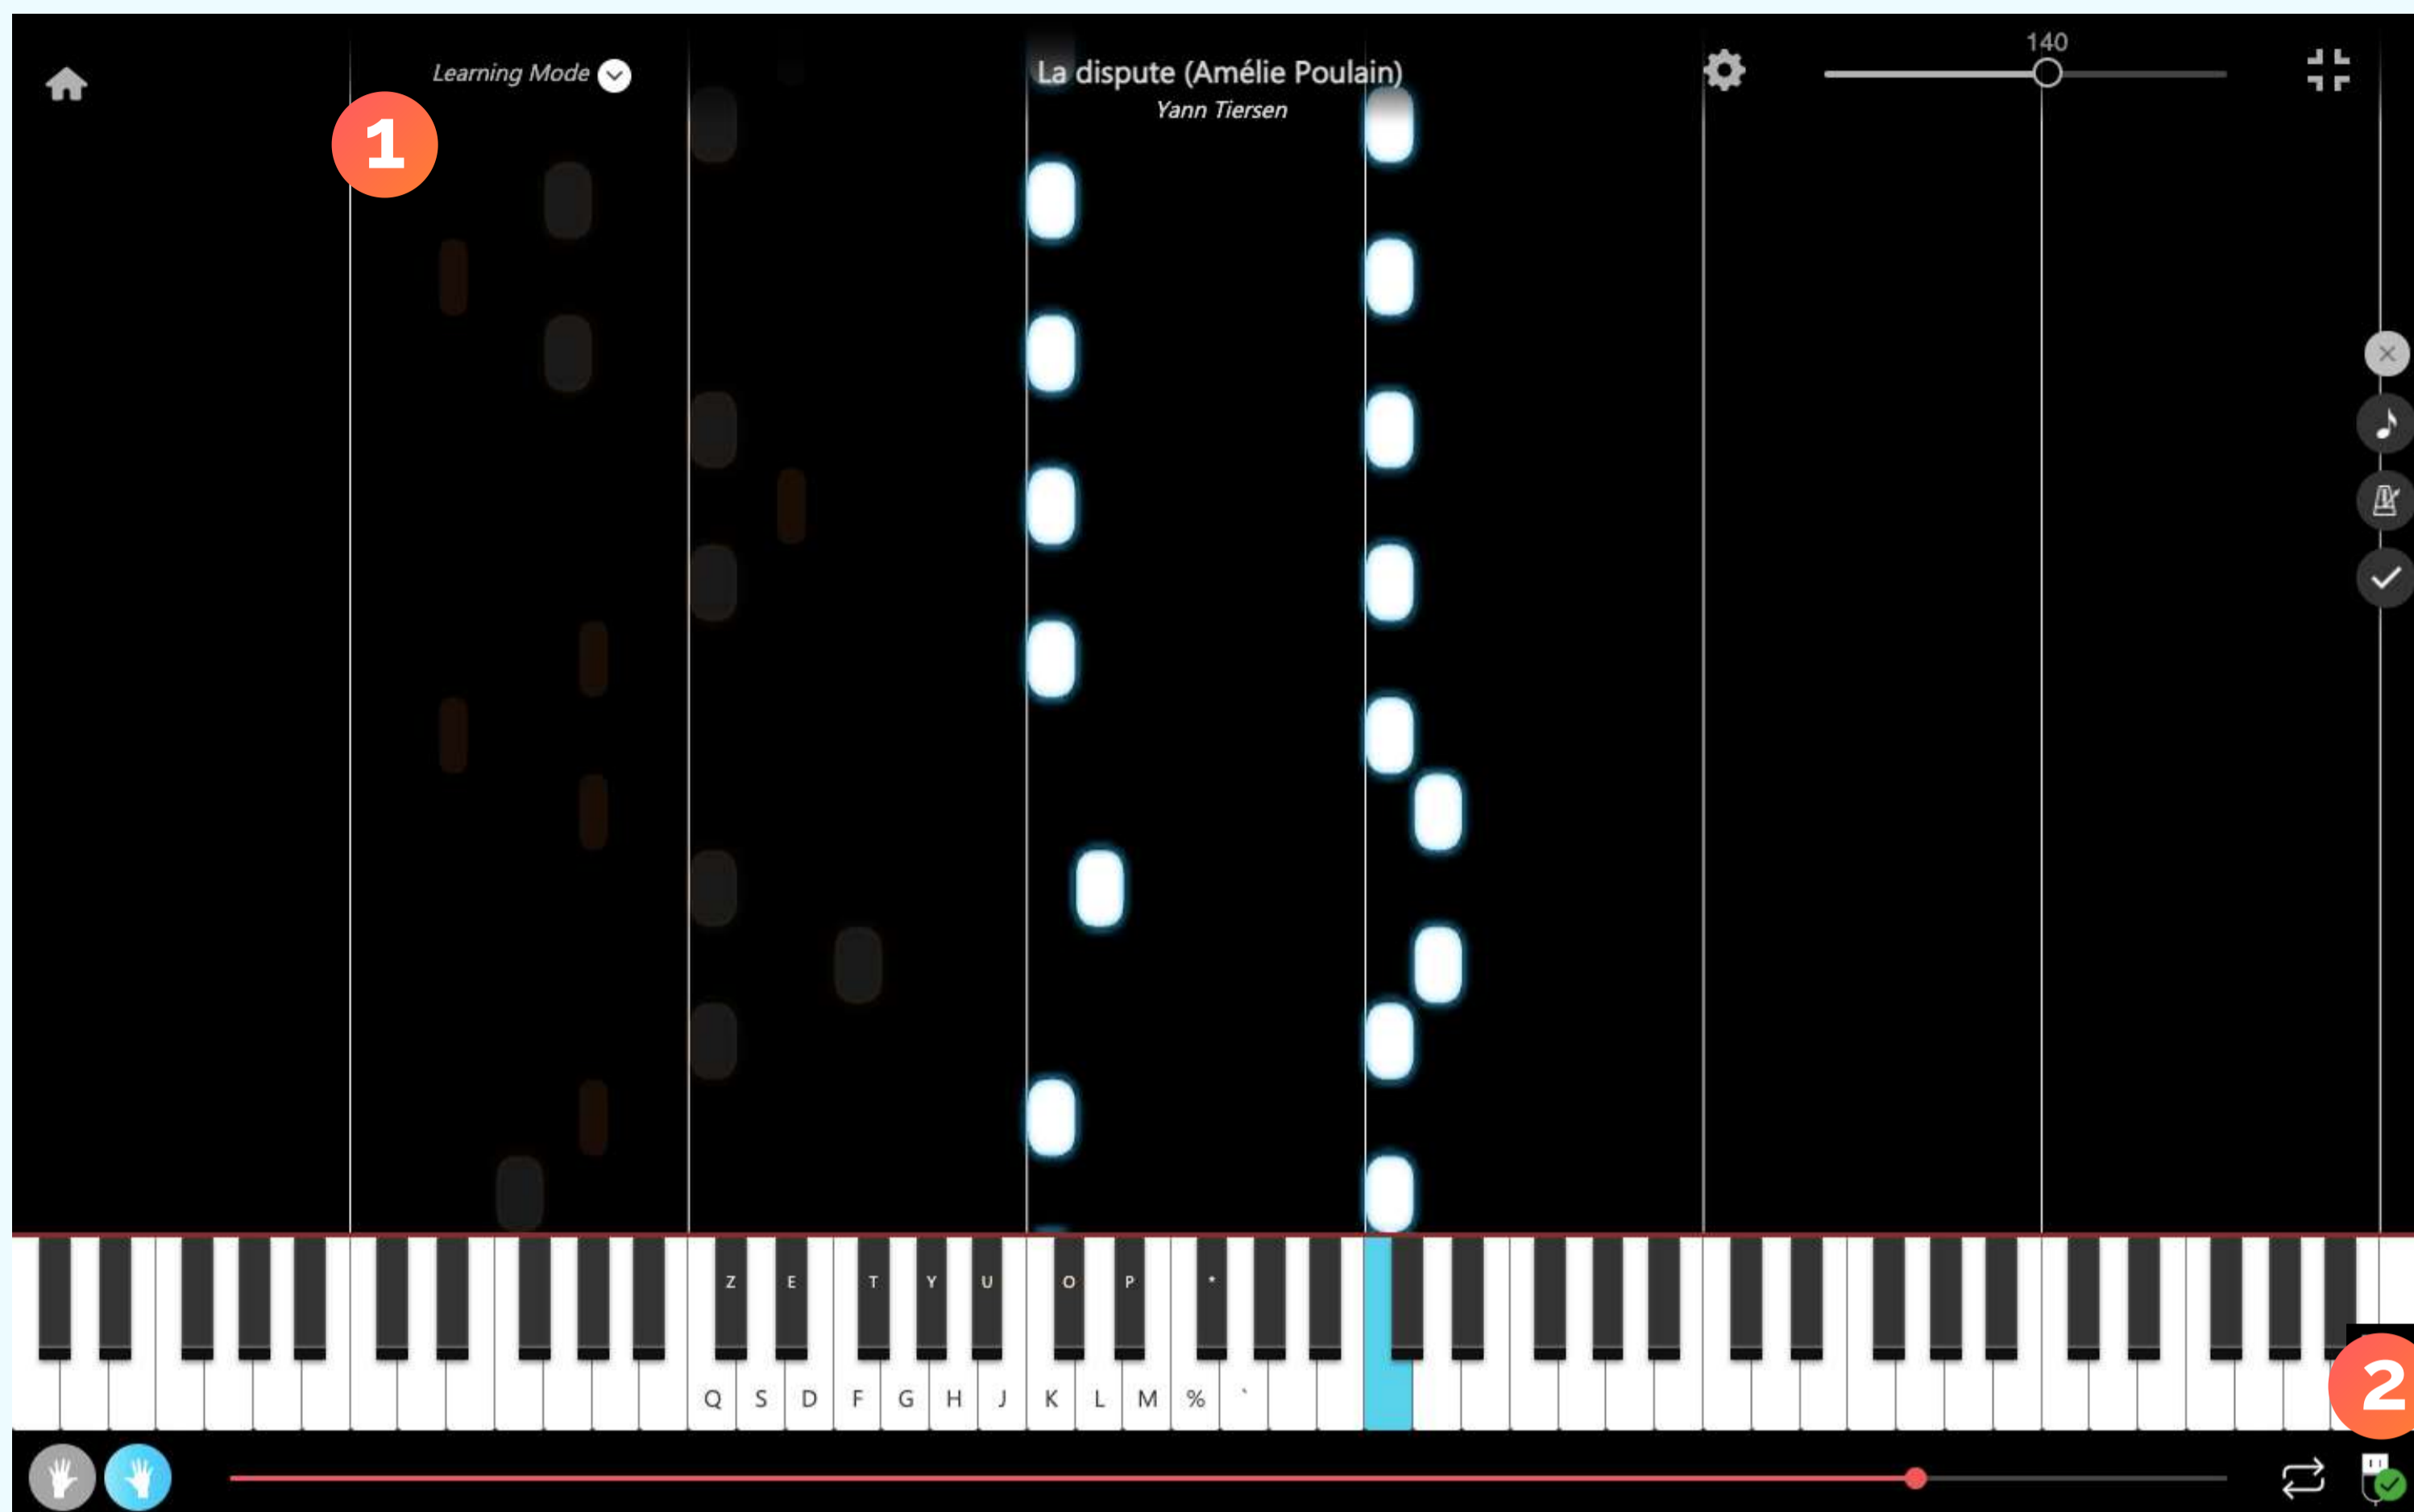 140
Learning Mode
La dispute (Amélie Poulain)
Yann Tiersen
1
Z E T Y U O P *
2
Q S D F G H J K L M % `